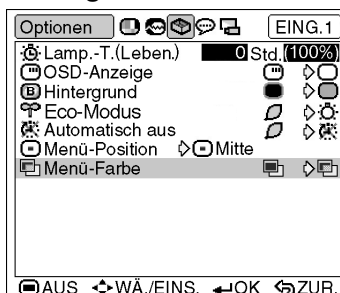 Optionen EING.1
Lamp.-T.(Leben.) 0 Std.(100%)
OSD-Anzeige
B Hintergrund
Eco-Modus
Automatisch aus
Menü-Position Mitte
Menü-Farbe
AUS WÄ./EINS. OK ZUR.